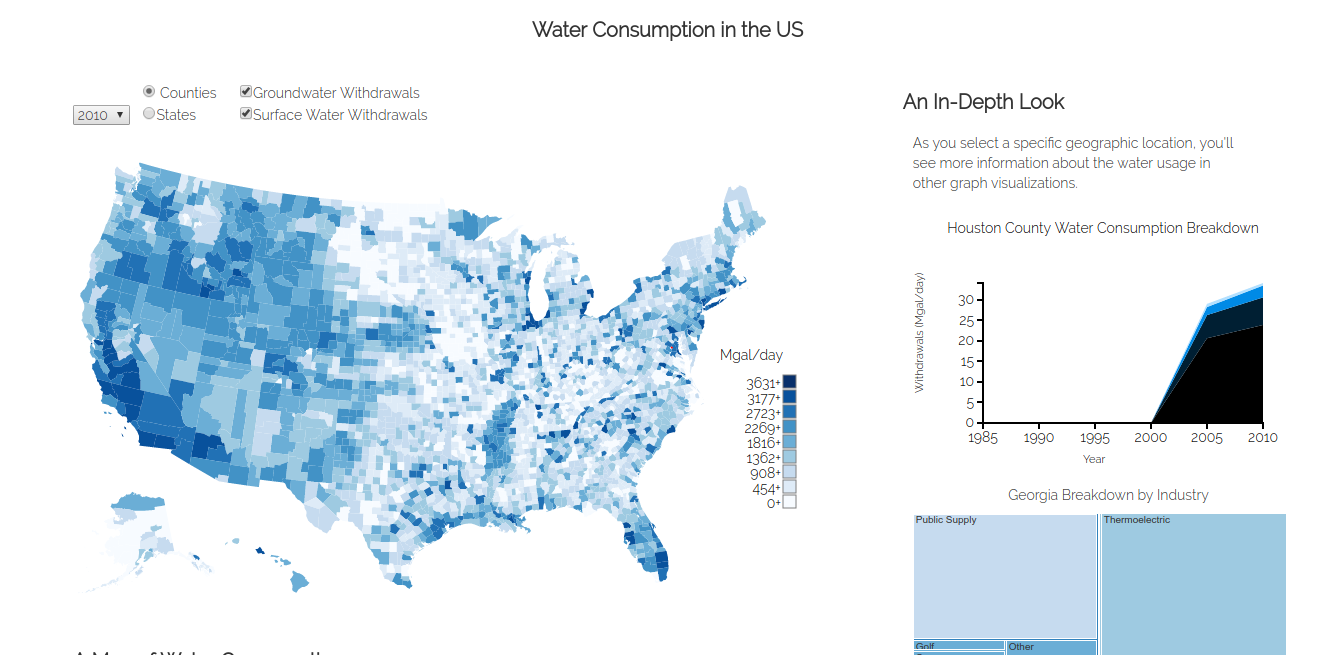 Water Consumption in the US
2010 ▼
Counties
States
Groundwater Withdrawals
Surface Water Withdrawals
Mgal/day
3631+
3177+
2723+
2269+
1816+
1362+
908+
454+
0+
An In-Depth Look
As you select a specific geographic location, you'll
see more information about the water usage in
other graph visualizations.
Houston County Water Consumption Breakdown
Withdrawals (Mgal/day)
30
25
20
15
10
5
0
1985 1990 1995 2000 2005 2010
Year
Georgia Breakdown by Industry
Public Supply
Thermoelectric
Golf
Other